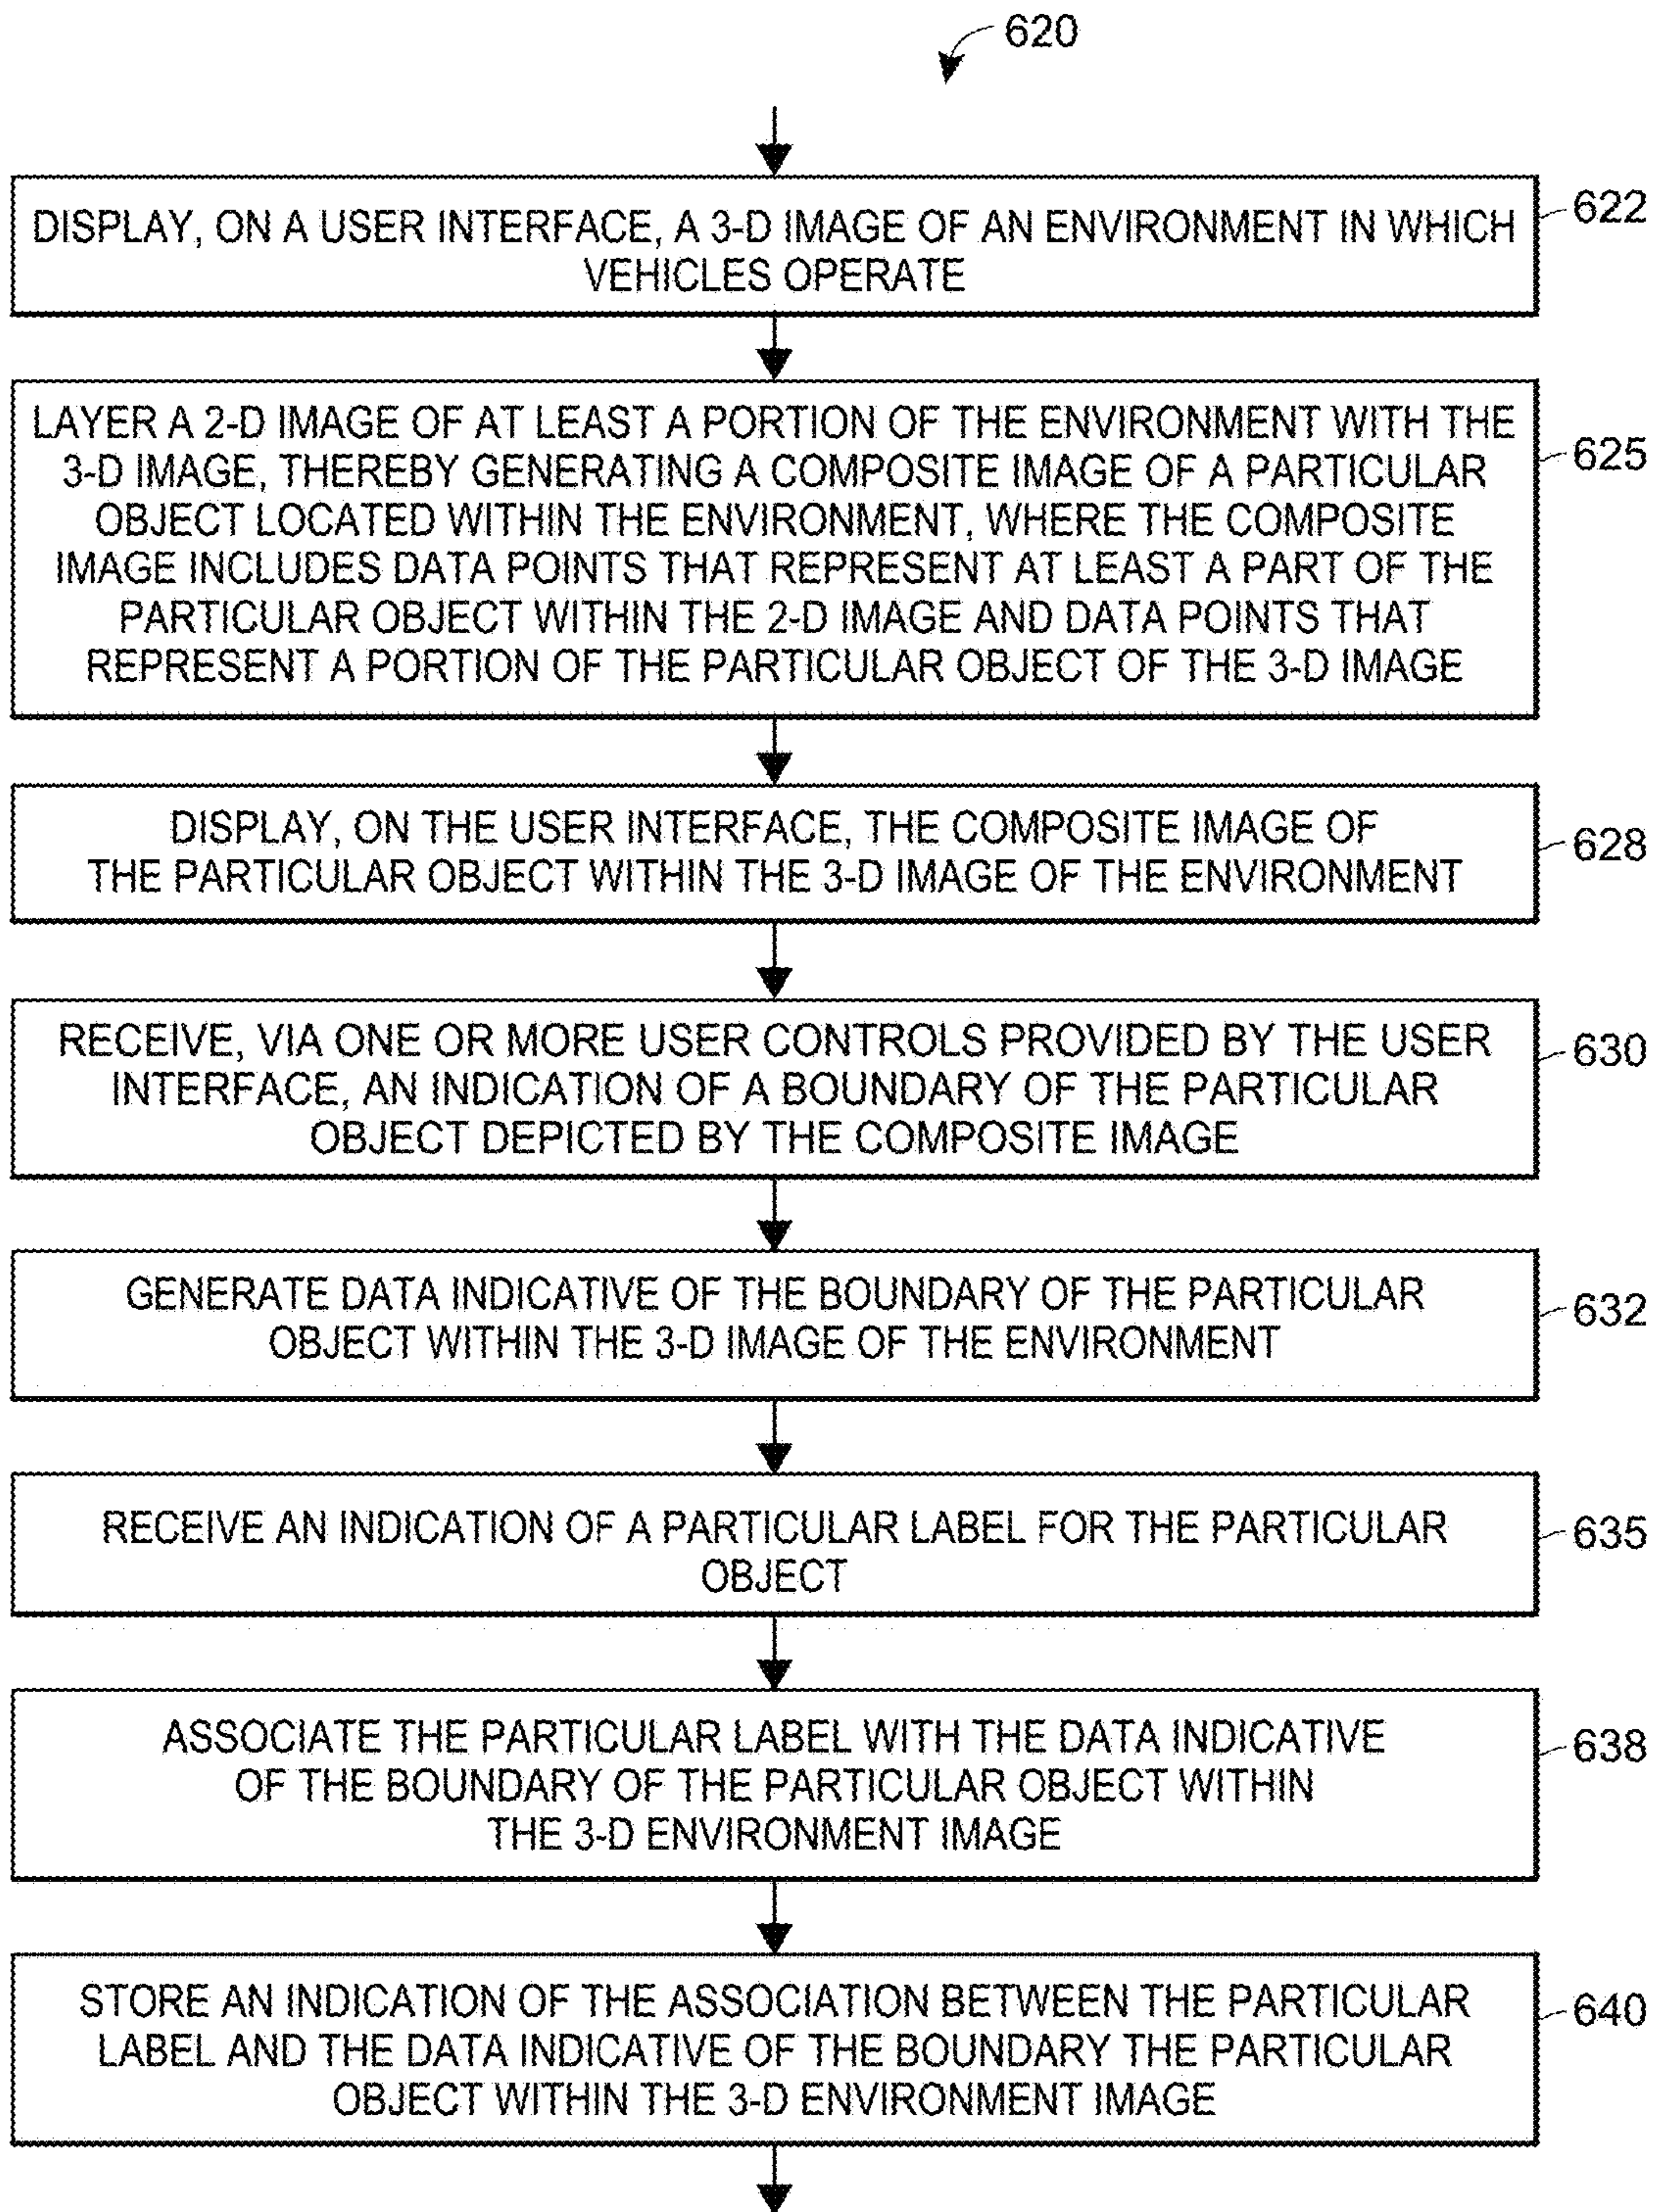 620
DISPLAY, ON A USER INTERFACE, A 3-D IMAGE OF AN ENVIRONMENT IN WHICH
VEHICLES OPERATE
622
LAYER A 2-D IMAGE OF AT LEAST A PORTION OF THE ENVIRONMENT WITH THE
3-D IMAGE, THEREBY GENERATING A COMPOSITE IMAGE OF A PARTICULAR
OBJECT LOCATED WITHIN THE ENVIRONMENT, WHERE THE COMPOSITE
IMAGE INCLUDES DATA POINTS THAT REPRESENT AT LEAST A PART OF THE
PARTICULAR OBJECT WITHIN THE 2-D IMAGE AND DATA POINTS THAT
REPRESENT A PORTION OF THE PARTICULAR OBJECT OF THE 3-D IMAGE
625
DISPLAY, ON THE USER INTERFACE, THE COMPOSITE IMAGE OF
THE PARTICULAR OBJECT WITHIN THE 3-D IMAGE OF THE ENVIRONMENT
628
RECEIVE, VIA ONE OR MORE USER CONTROLS PROVIDED BY THE USER
INTERFACE, AN INDICATION OF A BOUNDARY OF THE PARTICULAR
OBJECT DEPICTED BY THE COMPOSITE IMAGE
630
GENERATE DATA INDICATIVE OF THE BOUNDARY OF THE PARTICULAR
OBJECT WITHIN THE 3-D IMAGE OF THE ENVIRONMENT
632
RECEIVE AN INDICATION OF A PARTICULAR LABEL FOR THE PARTICULAR
OBJECT
635
ASSOCIATE THE PARTICULAR LABEL WITH THE DATA INDICATIVE
OF THE BOUNDARY OF THE PARTICULAR OBJECT WITHIN
THE 3-D ENVIRONMENT IMAGE
638
STORE AN INDICATION OF THE ASSOCIATION BETWEEN THE PARTICULAR
LABEL AND THE DATA INDICATIVE OF THE BOUNDARY THE PARTICULAR
OBJECT WITHIN THE 3-D ENVIRONMENT IMAGE
640